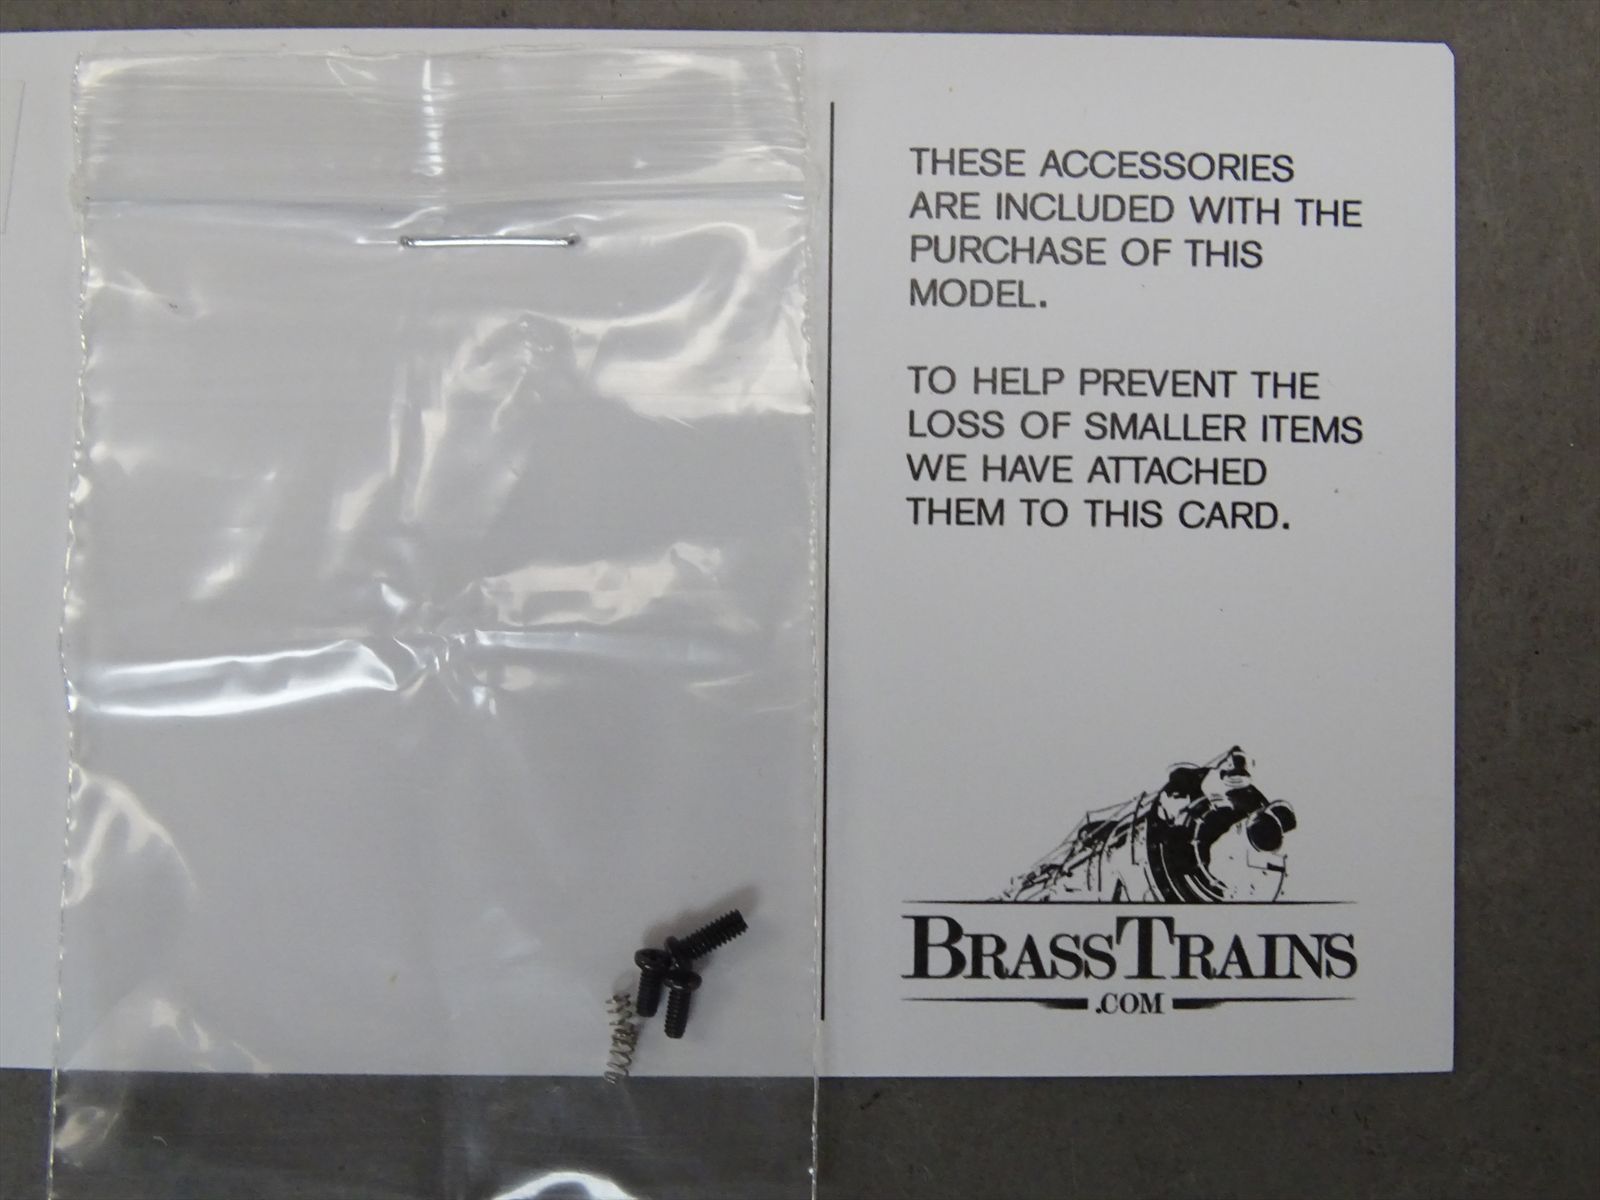 THESE ACCESSORIES
ARE INCLUDED WITH THE
PURCHASE OF THIS
MODEL.
TO HELP PREVENT THE
LOSS OF SMALLER ITEMS
WE HAVE ATTACHED
THEM TO THIS CARD.
BRASSTRAINS
.COM